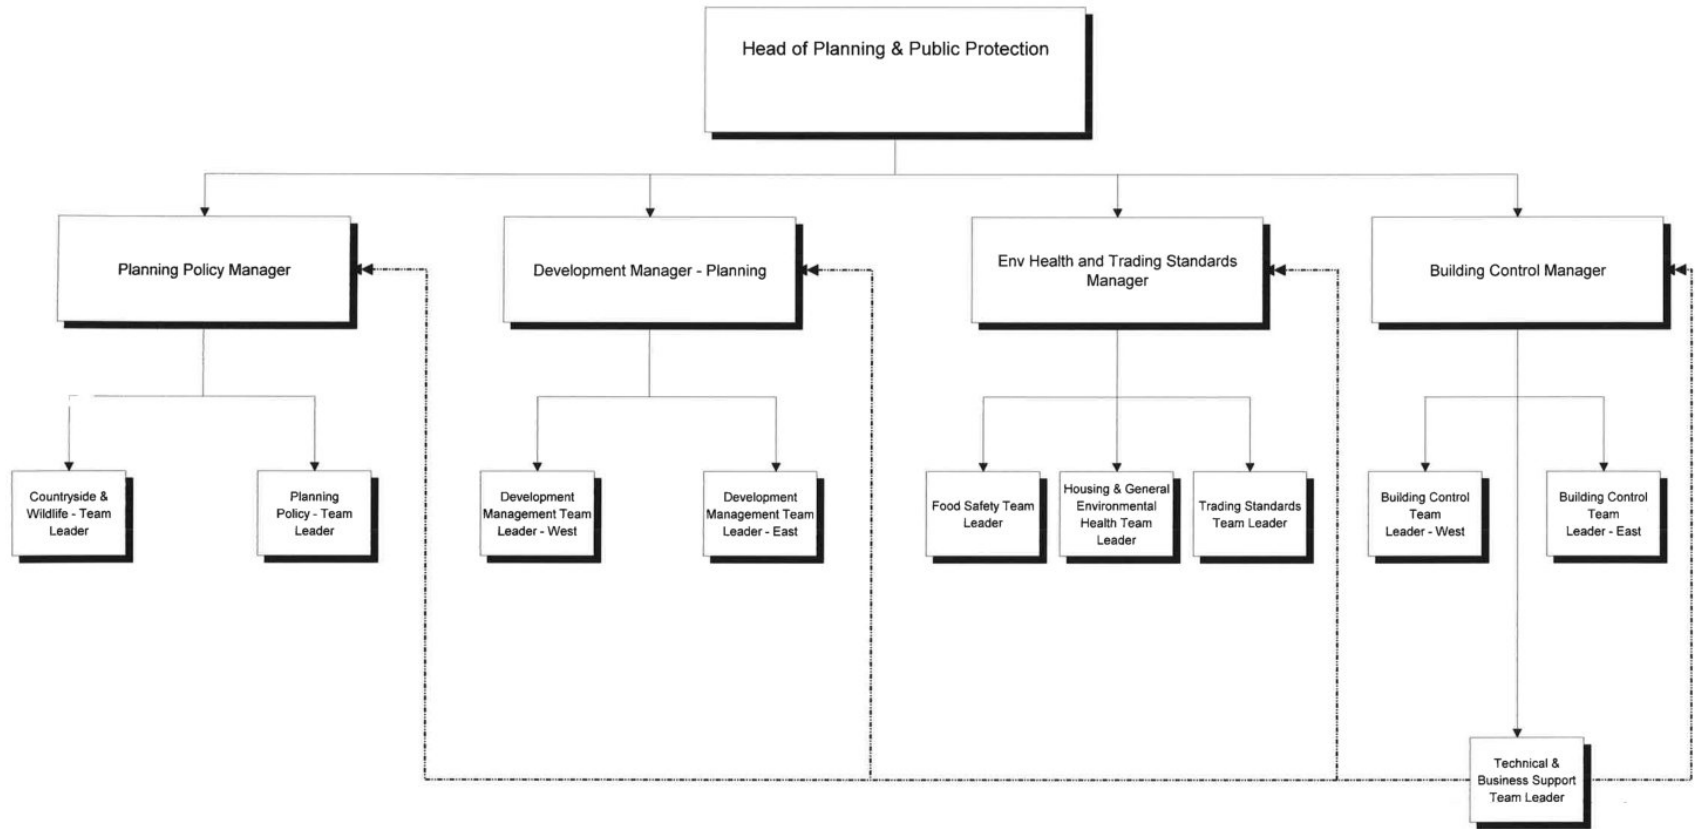 Head of Planning & Public Protection
Planning Policy Manager
Development Manager - Planning
Env Health and Trading Standards
Manager
Building Control Manager
Countryside &
Wildlife - Team
Leader
Planning
Policy - Team
Leader
Development
Management Team
Leader - West
Development
Management Team
Leader - East
Food Safety Team
Leader
Housing & General
Environmental
Health Team
Leader
Trading Standards
Team Leader
Building Control
Team
Leader - West
Building Control
Team
Leader - East
Technical &
Business Support
Team Leader